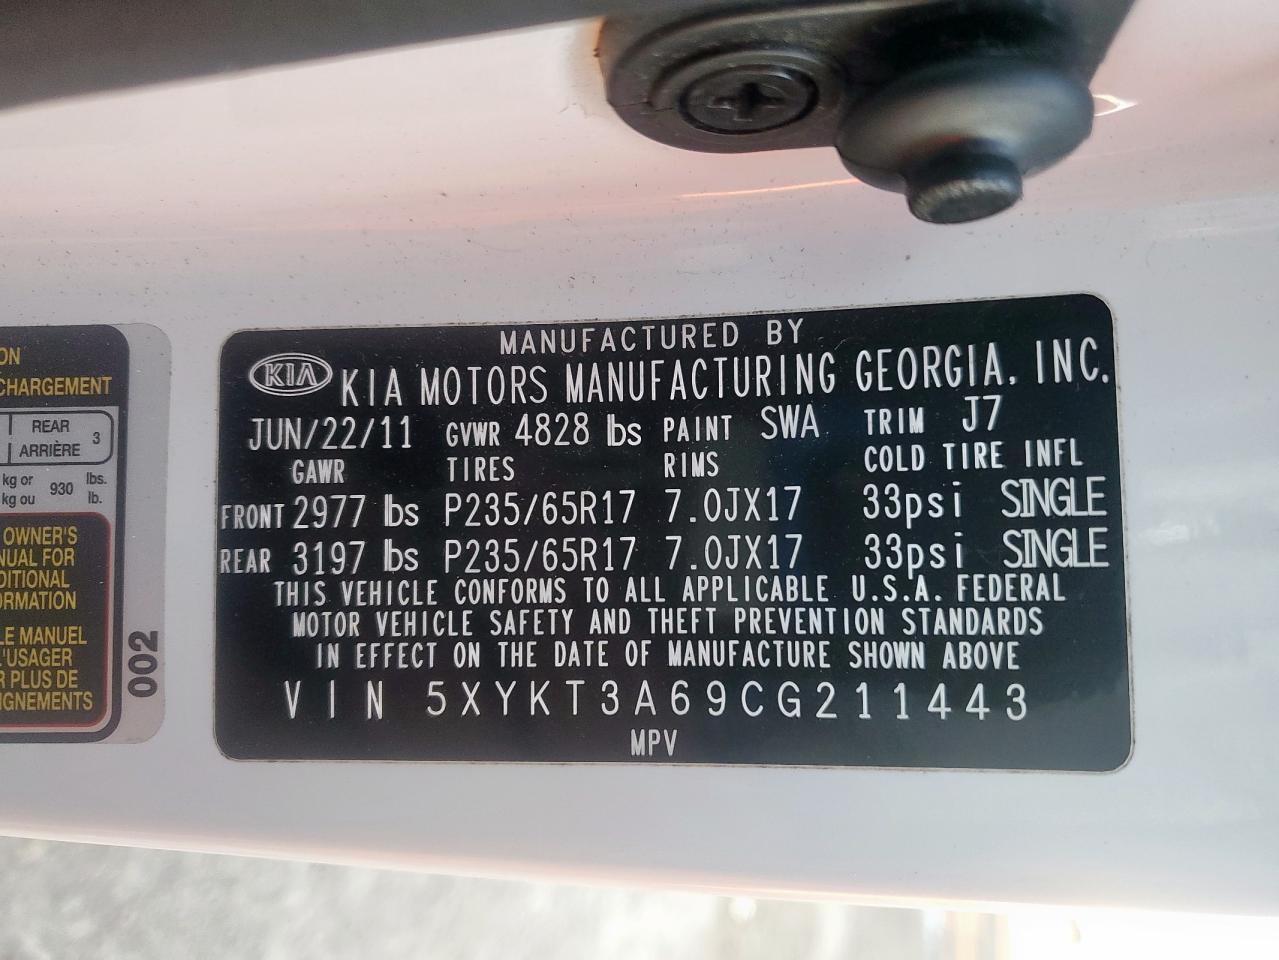 MANUFACTURED BY
KIA KIA MOTORS MANUFACTURING GEORGIA, INC.
JUN/22/11 GVWR 4828 lbs PAINT SWA TRIM J7
GAWR TIRES RIMS COLD TIRE INFL
FRONT 2977 lbs P235/65R17 7.0JX17 33psi SINGLE
REAR 3197 lbs P235/65R17 7.0JX17 33psi SINGLE
THIS VEHICLE CONFORMS TO ALL APPLICABLE U.S.A. FEDERAL
MOTOR VEHICLE SAFETY AND THEFT PREVENTION STANDARDS
IN EFFECT ON THE DATE OF MANUFACTURE SHOWN ABOVE
VIN 5XYKT3A69CG211443
MPV
ON
CHARGEMENT
REAR
ARRIÈRE 3
kg or 930 lbs.
kg ou lb.
OWNER'S
NUAL FOR
DITIONAL
ORMATION
LE MANUEL
L'USAGER
R PLUS DE
IGNEMENTS
002